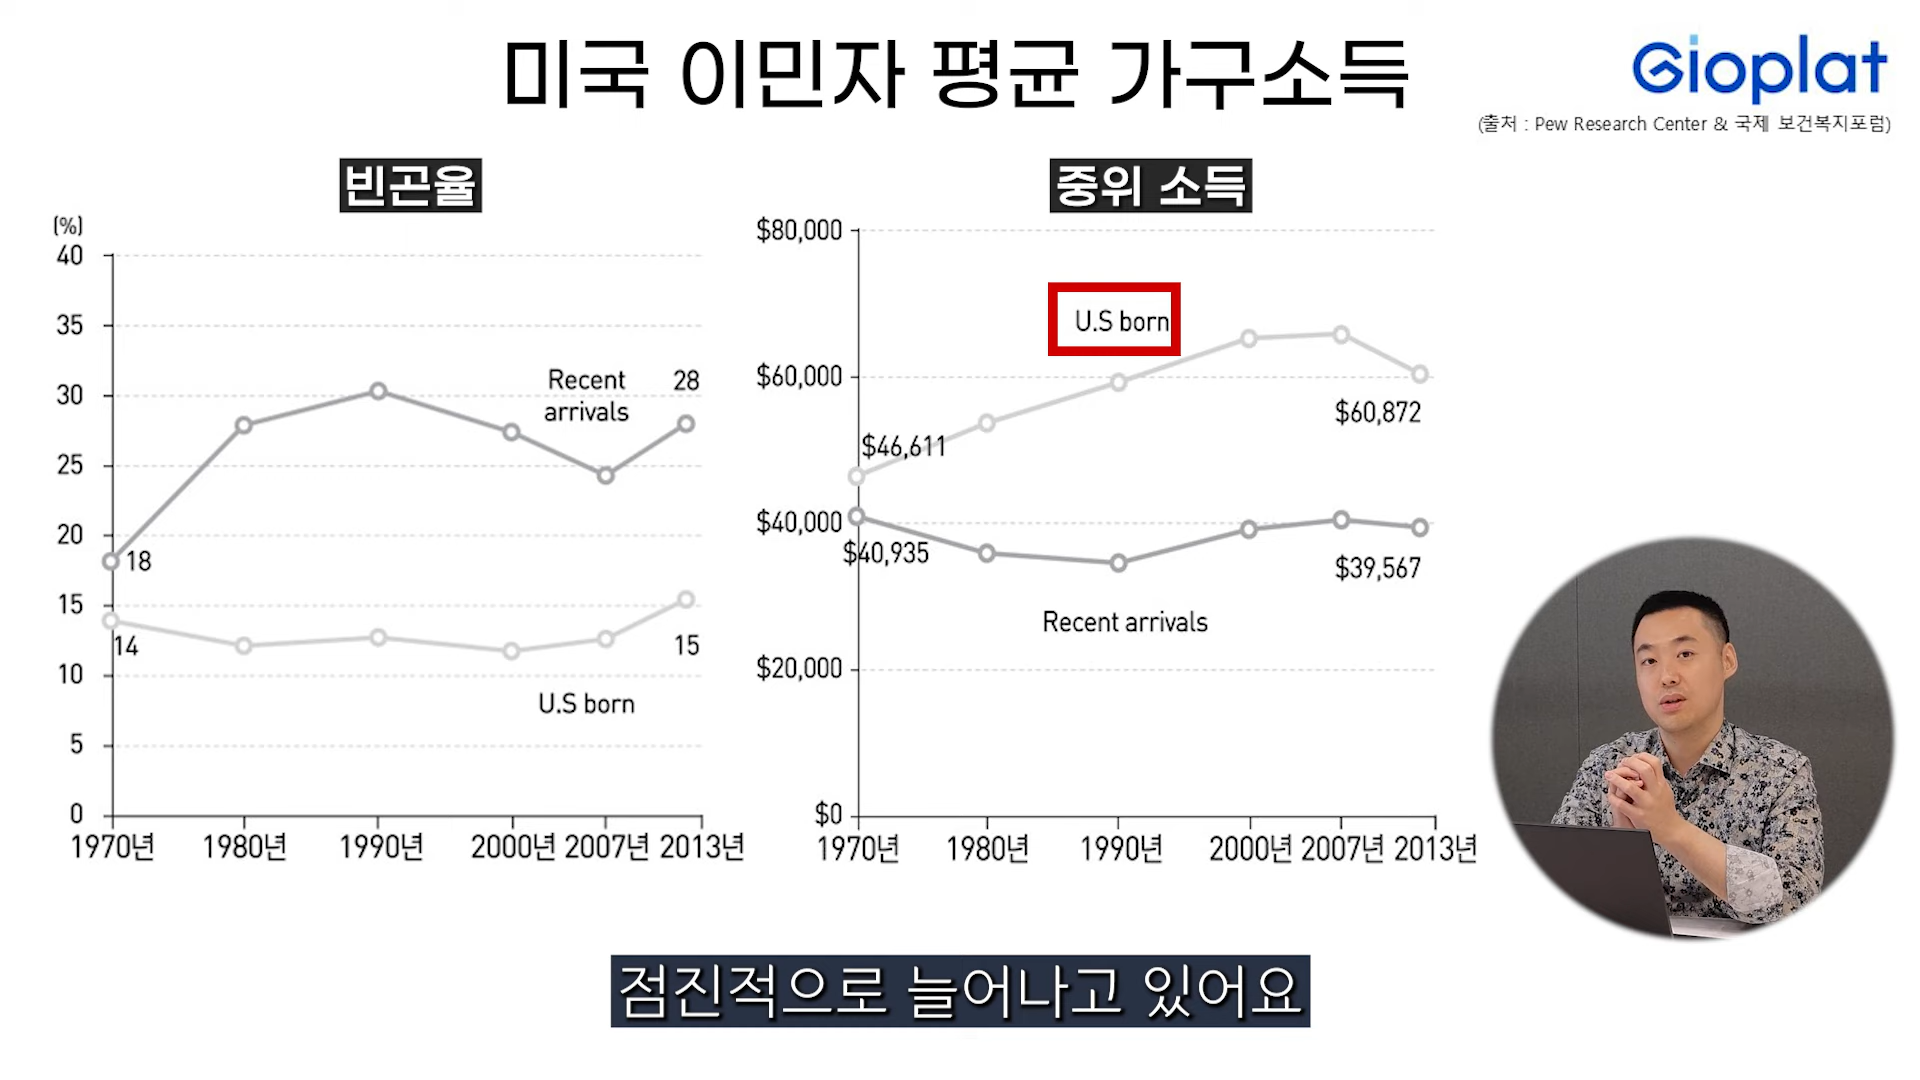 미국 이민자 평균 가구소득
Gioplat
(출처 : Pew Research Center & 국제 보건복지포럼)
빈곤율
(%)
40
35
30
25
20
15
10
5
0
Recent
arrivals
28
18
14
15
U.S born
1970년 1980년 1990년 2000년 2007년 2013년
중위 소득
$80,000
$60,000
$40,000
$20,000
$0
U.S born
$46,611
$60,872
$40,935
$39,567
Recent arrivals
1970년 1980년 1990년 2000년 2007년 2013년
점진적으로 늘어나고 있어요